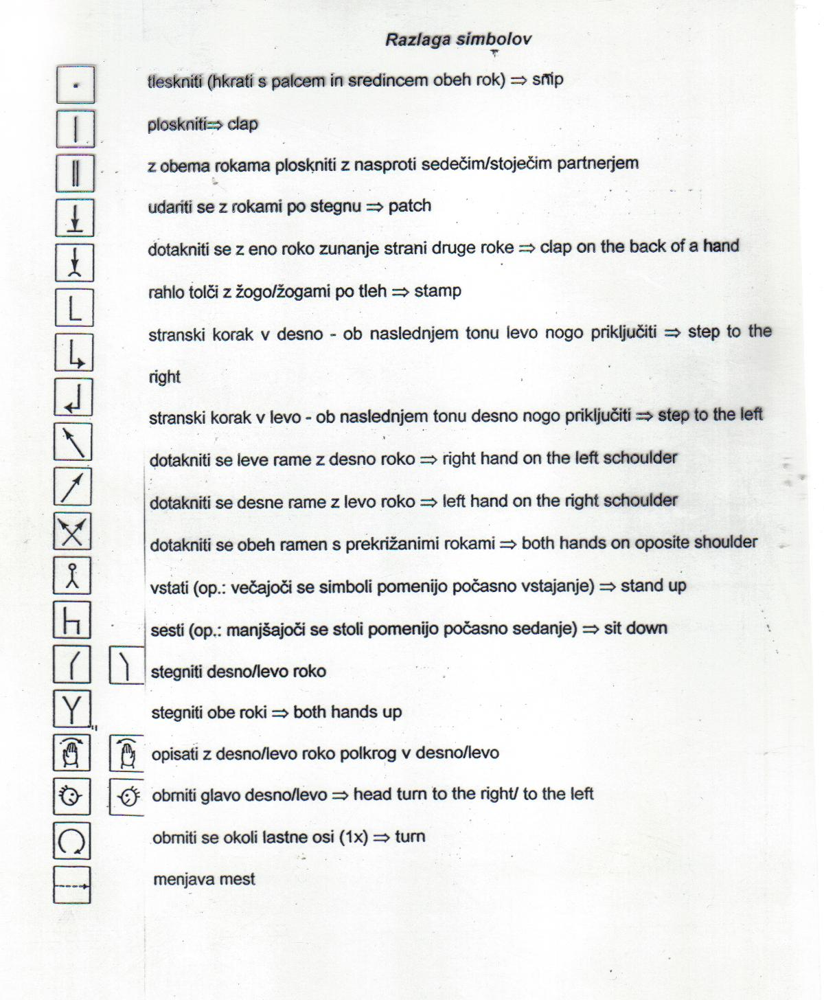 Razlaga simbolov
tleskniti (hkrati s palcem in sredincem obeh rok) ⇒ snip
ploskniti⇒ clap
z obema rokama ploskniti z nasproti sedečim/stoječim partnerjem
udariti se z rokami po stegnu ⇒ patch
dotakniti se z eno roko zunanje strani druge roke ⇒ clap on the back of a hand
rahlo tolči z žogo/žogami po tleh ⇒ stamp
stranski korak v desno - ob naslednjem tonu levo nogo priključiti ⇒ step to the
right
stranski korak v levo - ob naslednjem tonu desno nogo priključiti ⇒ step to the left
dotakniti se leve rame z desno roko ⇒ right hand on the left schoulder
dotakniti se desne rame z levo roko ⇒ left hand on the right schoulder
dotakniti se obeh ramen s prekrižanimi rokami ⇒ both hands on oposite shoulder
vstati (op.: večajoči se simboli pomenijo počasno vstajanje) ⇒ stand up
sesti (op.: manjšajoči se stoli pomenijo počasno sedanje) ⇒ sit down
stegniti desno/levo roko
stegniti obe roki ⇒ both hands up
opisati z desno/levo roko polkrog v desno/levo
obrniti glavo desno/levo ⇒ head turn to the right/ to the left
obrniti se okoli lastne osi (1x) ⇒ turn
menjava mest